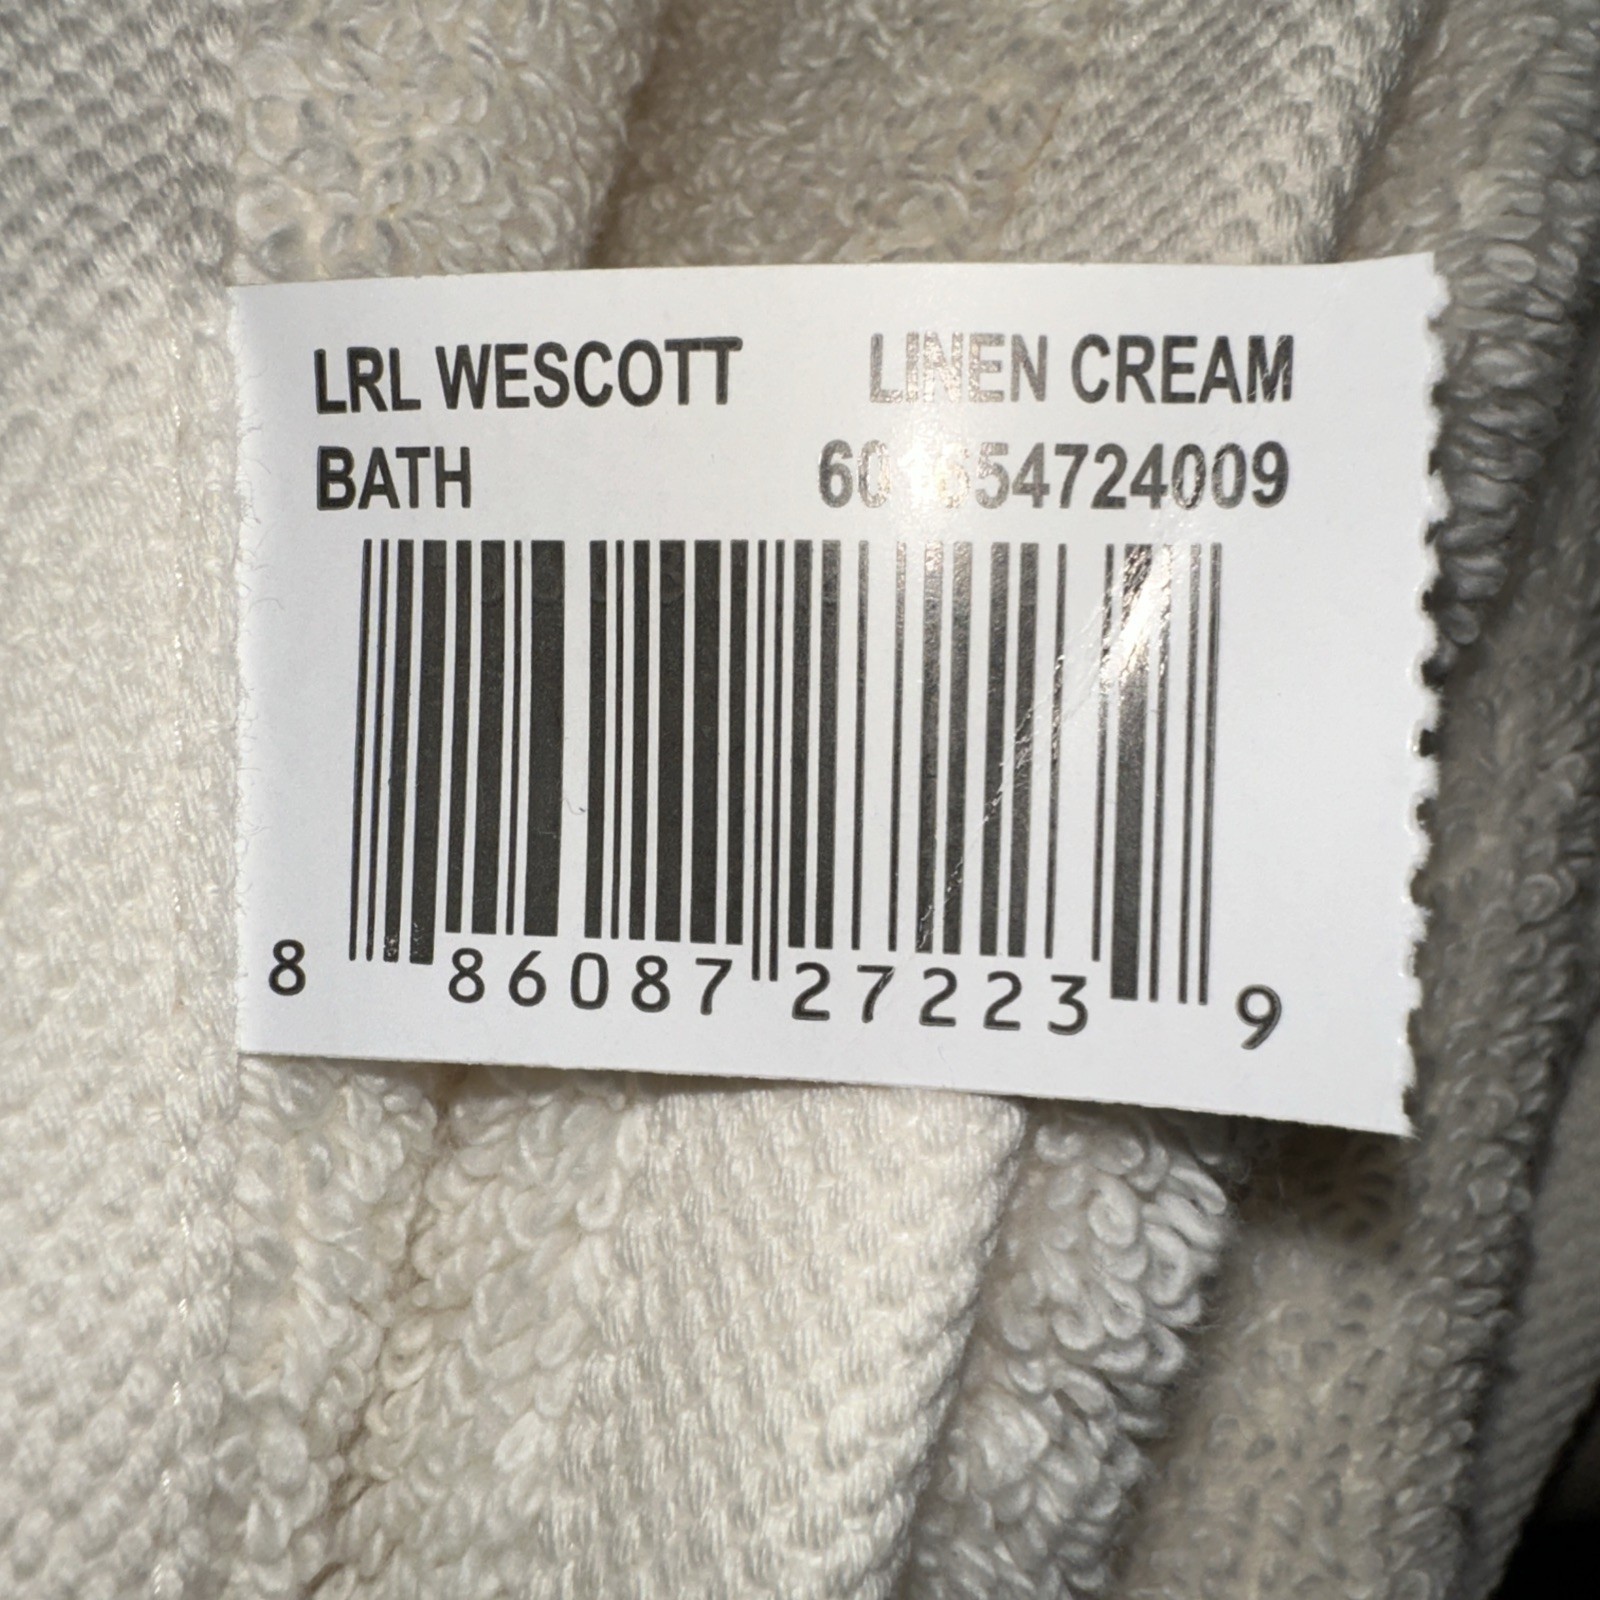 LRL WESCOTT LINEN CREAM
BATH
8 86087 27223 9